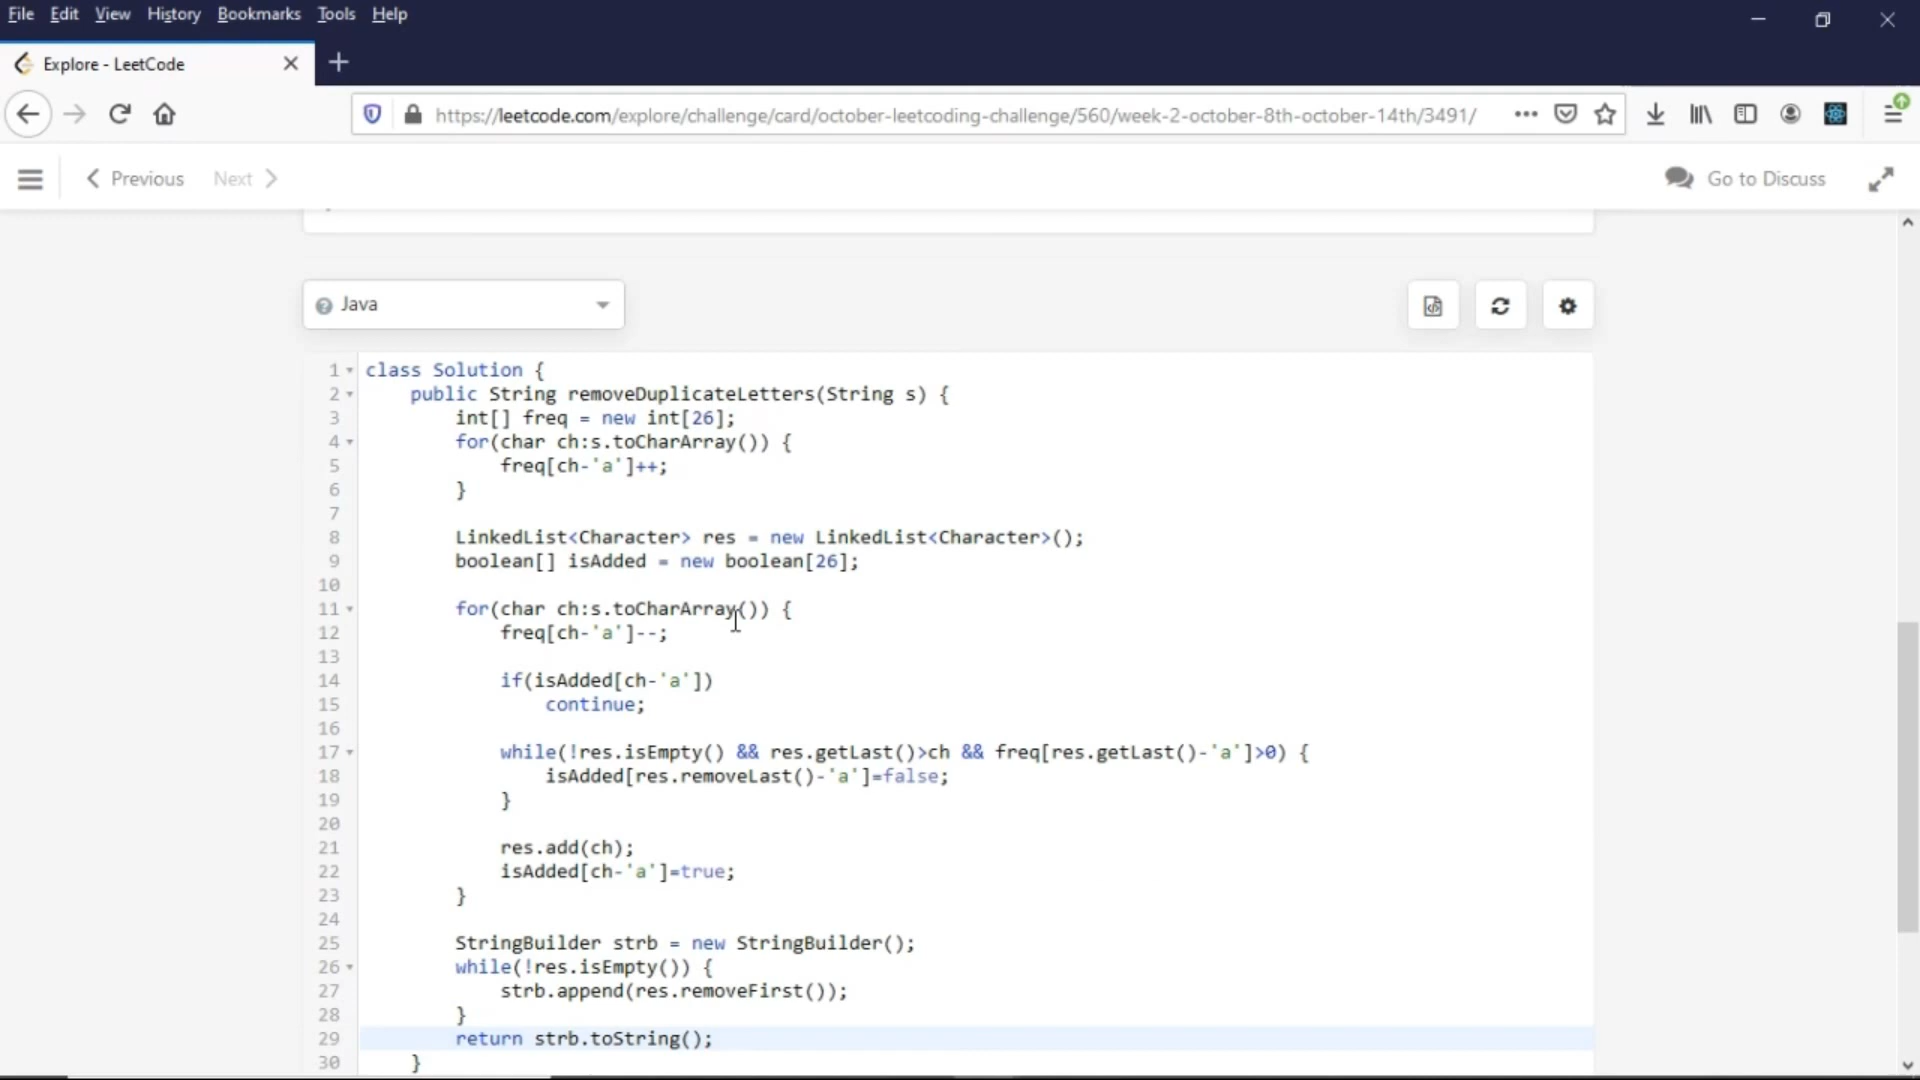 File Edit View History Bookmarks Tools Help
Explore - LeetCode
https://leetcode.com/explore/challenge/card/october-leetcoding-challenge/560/week-2-october-8th-october-14th/3491/
Previous Next Go to Discuss
Java
1 class Solution {
2 public String removeDuplicateLetters(String s) {
3 int[] freq = new int[26];
4 for(char ch:s.toCharArray()) {
5 freq[ch-'a']++;
6 }
7
8 LinkedList<Character> res = new LinkedList<Character>();
9 boolean[] isAdded = new boolean[26];
10
11 for(char ch:s.toCharArray()) {
12 freq[ch-'a']--;
13
14 if(isAdded[ch-'a'])
15 continue;
16
17 while(!res.isEmpty() && res.getLast()>ch && freq[res.getLast()-'a']>0) {
18 isAdded[res.removeLast()-'a']=false;
19 }
20
21 res.add(ch);
22 isAdded[ch-'a']=true;
23 }
24
25 StringBuilder strb = new StringBuilder();
26 while(!res.isEmpty()) {
27 strb.append(res.removeFirst());
28 }
29 return strb.toString();
30 }